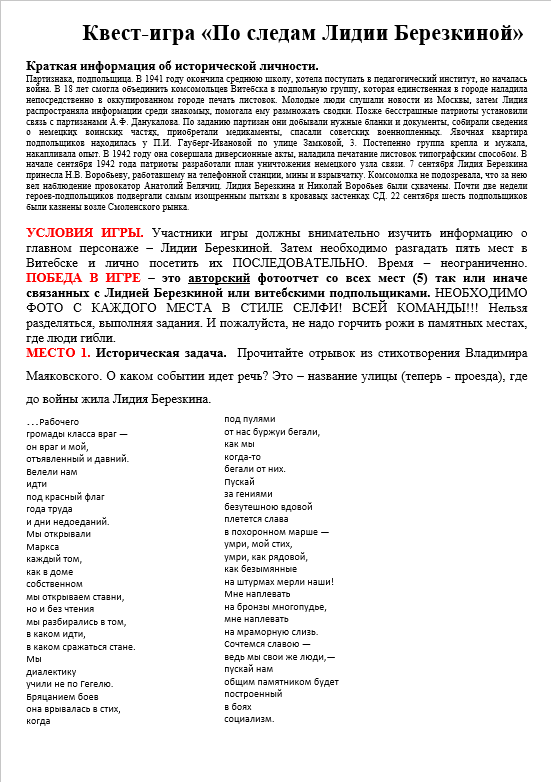 Квест-игра «По следам Лидии Березкиной»
Краткая информация об исторической личности.
Партизнака, подпольщица. В 1941 году окончила среднюю школу, хотела поступать в педагогический институт, но началась
война. В 18 лет смогла объединить комсомольцев Витебска в подпольную группу, которая единственная в городе наладила
непосредственно в оккупированном городе печать листовок. Молодые люди слушали новости из Москвы, затем Лидия
распространяла информации среди знакомых, помогала ему размножать сводки. Позже бесстрашные патриоты установили
связь с партизанами А.Ф. Данукалова. По заданию партизан они добывали нужные бланки и документы, собирали сведения
о немецких воинских частях, приобретали медикаменты, спасали советских военнопленных. Явочная квартира
подпольщиков находилась у П.И. Гауберг-Ивановой по улице Замковой, 3. Постепенно группа крепла и мужала,
накапливала опыт. В 1942 году она совершала диверсионные акты, наладила печатание листовок типографским способом. В
начале сентября 1942 года патриоты разработали план уничтожения немецкого узла связи. 7 сентября Лидия Березкина
принесла Н.В. Воробьеву, работавшему на телефонной станции, мины и взрывчатку. Комсомолка не подозревала, что за нею
вел наблюдение провокатор Анатолий Белячиц. Лидия Березкина и Николай Воробьев были схвачены. Почти две недели
героев-подпольщиков подвергали самым изощренным пыткам в кровавых застенках СД. 22 сентября шесть подпольщиков
были казнены возле Смоленского рынка.
УСЛОВИЯ ИГРЫ. Участники игры должны внимательно изучить информацию о
главном персонаже – Лидии Березкиной. Затем необходимо разгадать пять мест в
Витебске и лично посетить их ПОСЛЕДОВАТЕЛЬНО. Время – неограниченно.
ПОБЕДА В ИГРЕ – это авторский фотоотчет со всех мест (5) так или иначе
связанных с Лидией Березкиной или витебскими подпольщиками. НЕОБХОДИМО
ФОТО С КАЖДОГО МЕСТА В СТИЛЕ СЕЛФИ! ВСЕЙ КОМАНДЫ!!! Нельзя
разделяться, выполняя задания. И пожалуйста, не надо горчить рожи в памятных местах,
где люди гибли.
МЕСТО 1. Историческая задача. Прочитайте отрывок из стихотворения Владимира
Маяковского. О каком событии идет речь? Это – название улицы (теперь - проезда), где
до войны жила Лидия Березкина.
…Рабочего
громады класса враг —
он враг и мой,
отъявленный и давний.
Велели нам
идти
под красный флаг
года труда
и дни недоеданий.
Мы открывали
Маркса
каждый том,
как в доме
собственном
мы открываем ставни,
но и без чтения
мы разбирались в том,
в каком идти,
в каком сражаться стане.
Мы
диалектику
учили не по Гегелю.
Бряцанием боев
она врывалась в стих,
когда
под пулями
от нас буржуи бегали,
как мы
когда-то
бегали от них.
Пускай
за гениями
безутешною вдовой
плетется слава
в похоронном марше —
умри, мой стих,
умри, как рядовой,
как безымянные
на штурмах мерли наши!
Мне наплевать
на бронзы многопудье,
мне наплевать
на мраморную слизь.
Сочтемся славою —
ведь мы свои же люди,—
пускай нам
общим памятником будет
построенный
в боях
социализм.